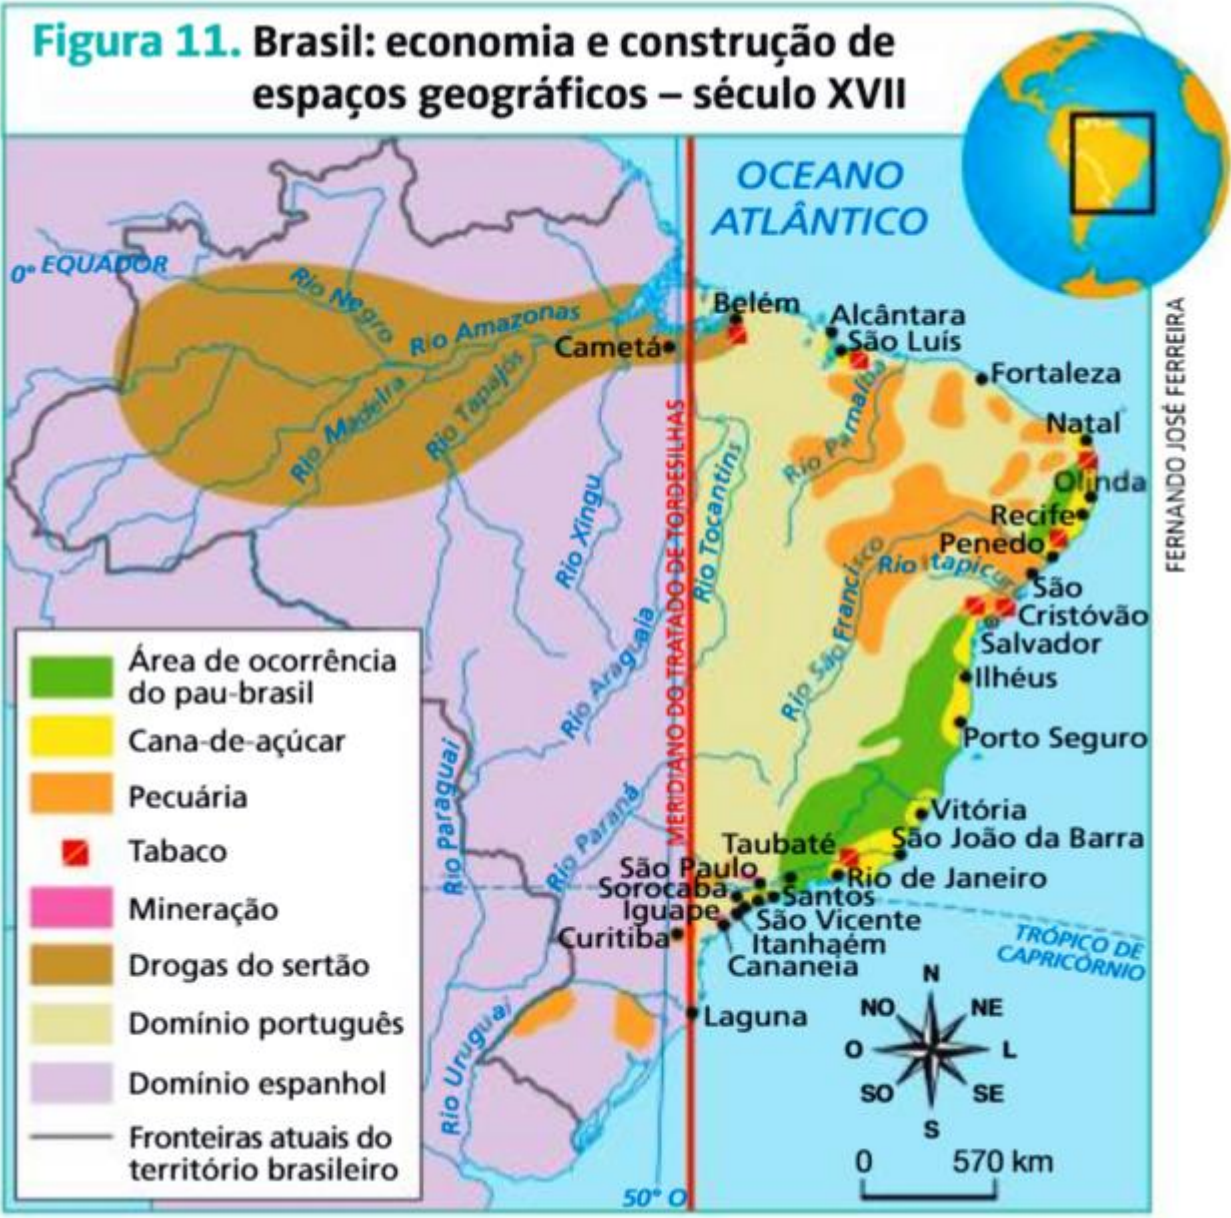 Figura 11. Brasil: economia e construção de
espaços geográficos – século XVII
OCEANO
ATLÂNTICO
0° EQUADOR
Rio Negro
Rio Amazonas
Belém
Alcântara
São Luís
Cametá
Fortaleza
Rio Madeira
Rio Tapajós
Rio Parnaíba
Natal
Rio Xingu
MERIDIANO DO TRATADO DE TORDESILHAS
Rio Tocantins
Olinda
Recife
Penedo
Rio São Francisco
Rio Itapicuru
São
Cristóvão
Salvador
Rio Araguaia
Ilhéus
Porto Seguro
Rio Paraguai
Rio Paraná
Vitória
São João da Barra
Taubaté
São Paulo
Rio de Janeiro
Sorocaba
Santos
Iguape
São Vicente
Curitiba
Itanhaém
Cananeia
TRÓPICO DE
CAPRICÓRNIO
Laguna
Rio Uruguai
50° O
Área de ocorrência
do pau-brasil
Cana-de-açúcar
Pecuária
Tabaco
Mineração
Drogas do sertão
Domínio português
Domínio espanhol
Fronteiras atuais do
território brasileiro
N
NO
NE
O
L
SO
SE
S
0 570 km
FERNANDO JOSÉ FERREIRA